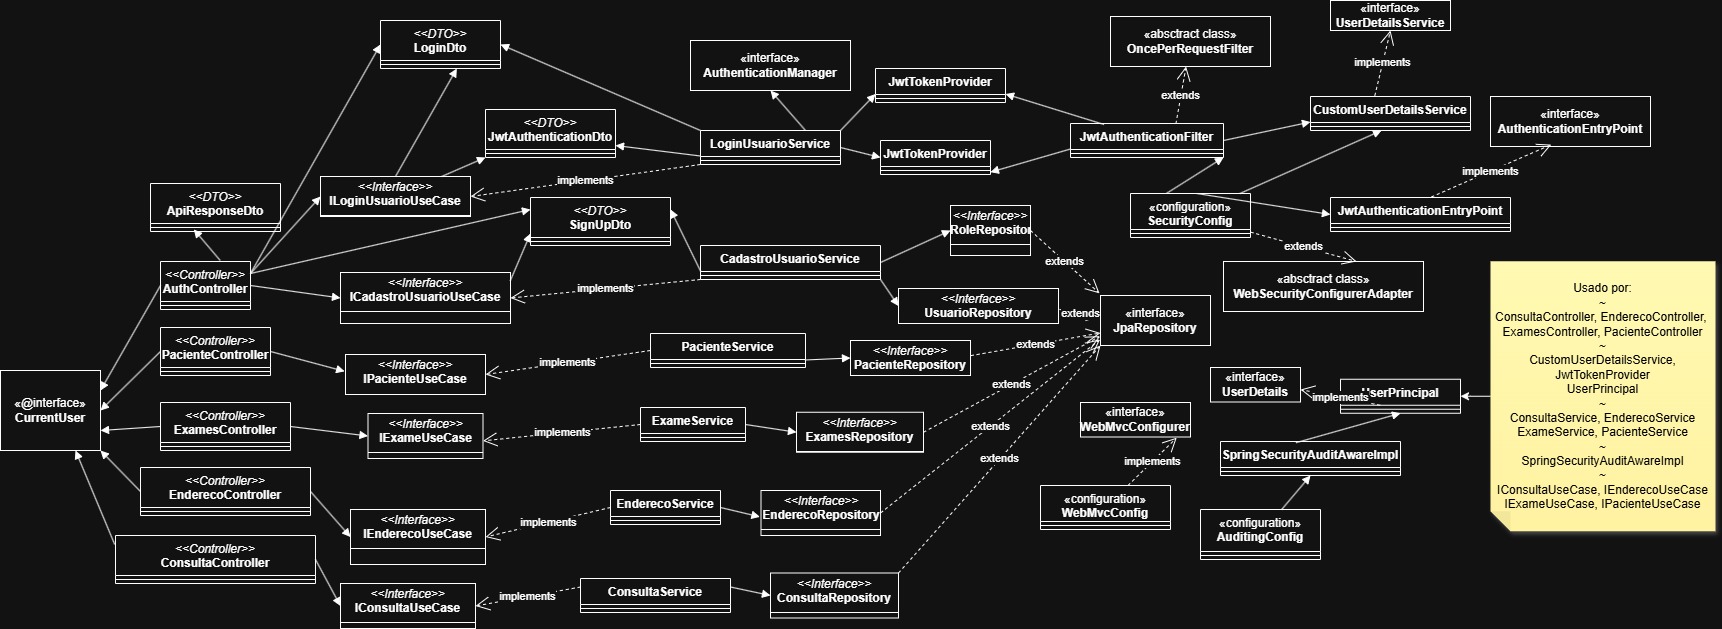 «interface»
UserDetailsService
<<DTO>>
LoginDto
«absctract class»
OncePerRequestFilter
«interface»
AuthenticationManager
implements
JwtTokenProvider
extends
CustomUserDetailsService
«interface»
AuthenticationEntryPoint
<<DTO>>
JwtAuthenticationDto
LoginUsuarioService
JwtAuthenticationFilter
JwtTokenProvider
implements
implements
<<DTO>>
ApiResponseDto
<<Interface>>
ILoginUsuarioUseCase
<<DTO>>
SignUpDto
<<Interface>>
RoleRepositor
«configuration»
SecurityConfig
JwtAuthenticationEntryPoint
extends
CadastroUsuarioService
extends
<<Controller>>
AuthController
<<Interface>>
ICadastroUsuarioUseCase
implements
«absctract class»
WebSecurityConfigurerAdapter
<<Interface>>
UsuarioRepository
extends
«interface»
JpaRepository
<<Controller>>
PacienteController
PacienteService
extends
<<Interface>>
PacienteRepository
implements
<<Interface>>
IPacienteUseCase
extends
«interface»
UserDetails
implements
serPrincipal
«@interface»
CurrentUser
<<Controller>>
ExamesController
<<Interface>>
IExameUseCase
implements
ExameService
<<Interface>>
ExamesRepository
extends
«interface»
WebMvcConfigurer
implements
SpringSecurityAuditAwareImpl
extends
<<Controller>>
EnderecoController
<<Interface>>
IEnderecoUseCase
implements
EnderecoService
<<Interface>>
EnderecoRepository
«configuration»
WebMvcConfig
«configuration»
AuditingConfig
<<Controller>>
ConsultaController
<<Interface>>
IConsultaUseCase
implements
ConsultaService
<<Interface>>
ConsultaRepository
Usado por:
~
ConsultaController, EnderecoController,
ExamesController, PacienteController
~
CustomUserDetailsService,
JwtTokenProvider
UserPrincipal
~
ConsultaService, EnderecoService
ExameService, PacienteService
~
SpringSecurityAuditAwareImpl
~
IConsultaUseCase, IEnderecoUseCase
IExameUseCase, IPacienteUseCase